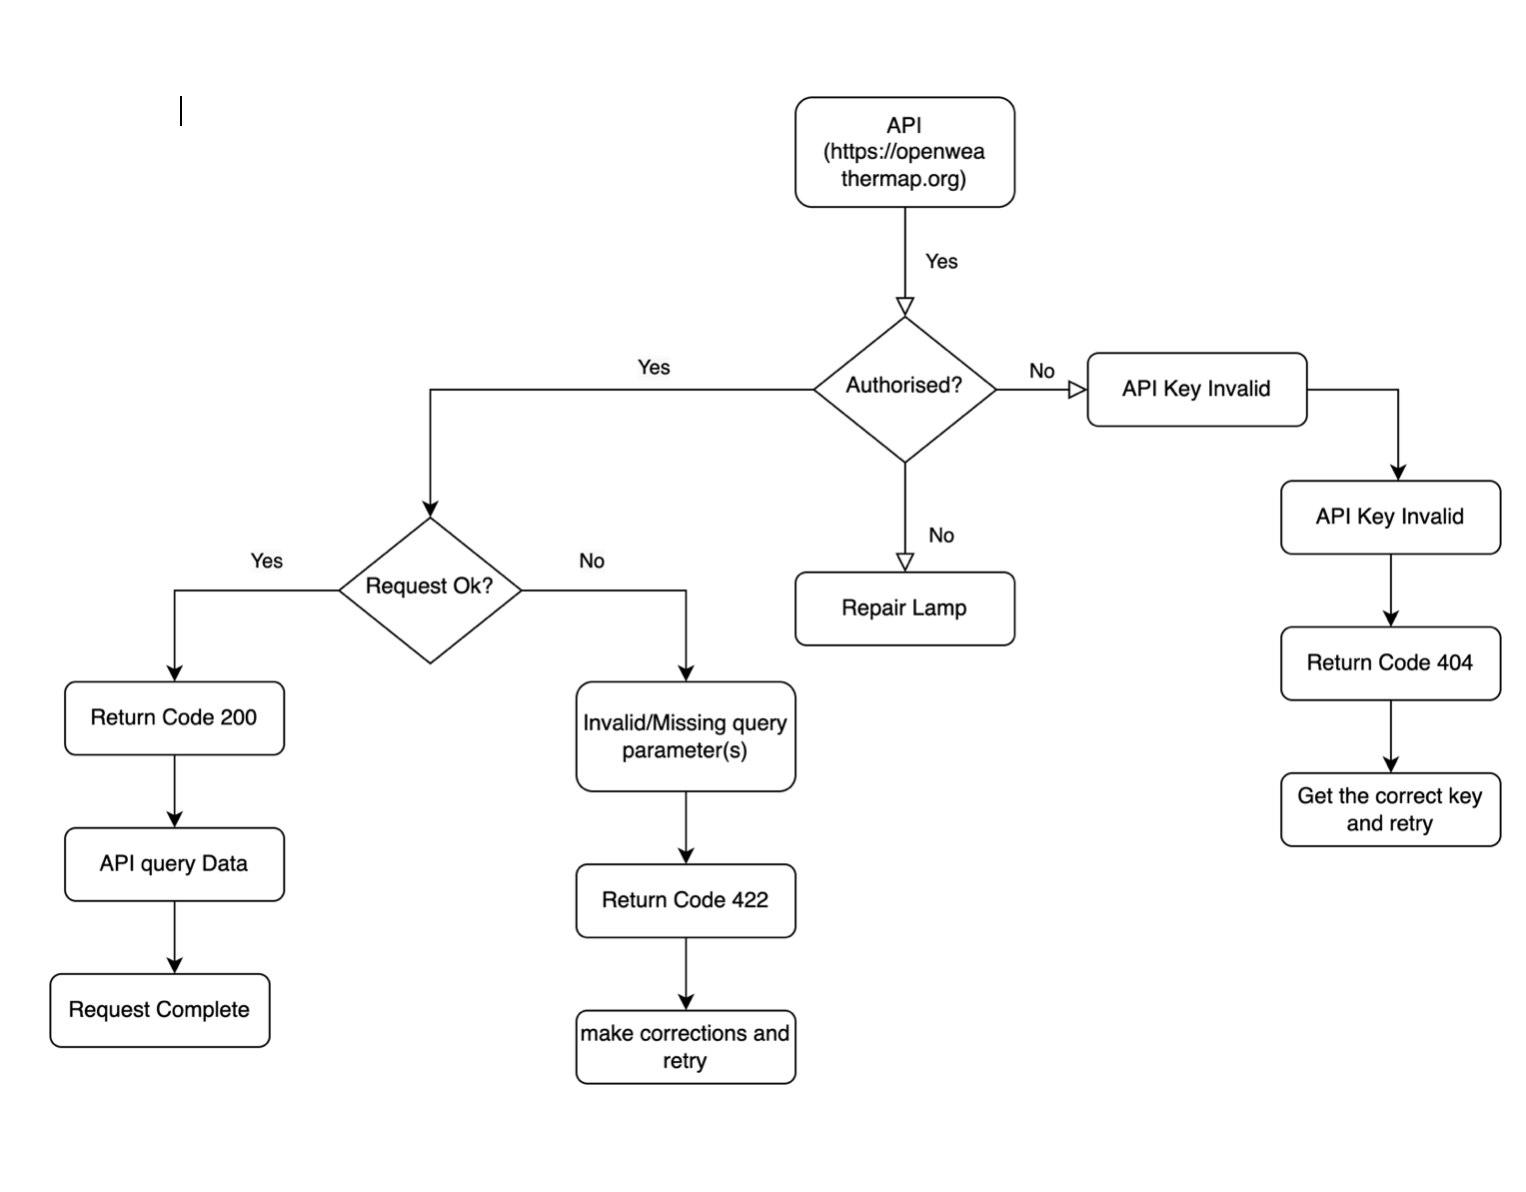 API
(https://openwea
thermap.org)
Yes
Yes
Authorised?
No
API Key Invalid
API Key Invalid
No
Repair Lamp
Yes
Request Ok?
No
Return Code 404
Return Code 200
Invalid/Missing query
parameter(s)
Get the correct key
and retry
API query Data
Return Code 422
Request Complete
make corrections and
retry